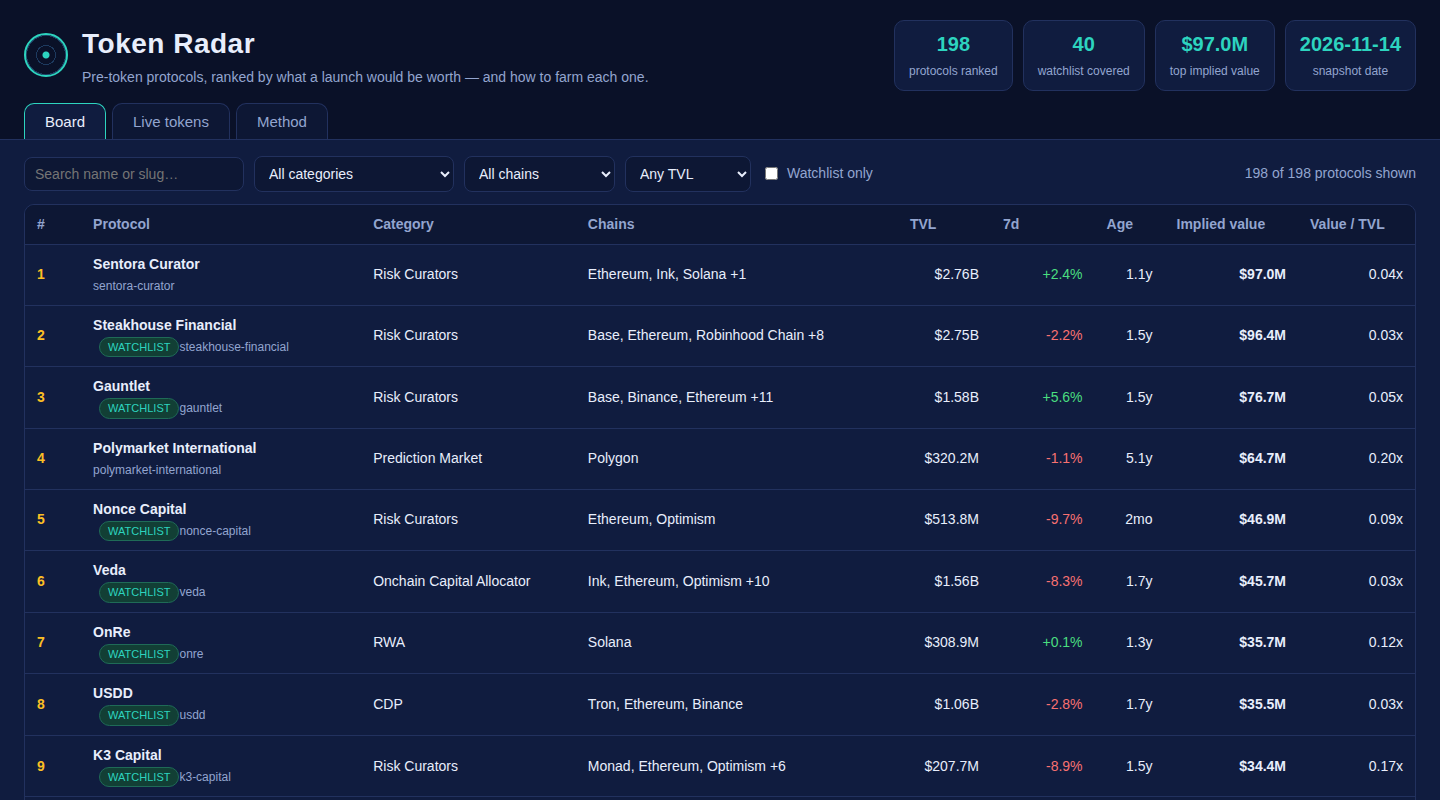 Token Radar
Pre-token protocols, ranked by what a launch would be worth — and how to farm each one.
198
protocols ranked
40
watchlist covered
$97.0M
top implied value
2026-11-14
snapshot date
Board Live tokens Method
Search name or slug… All categories All chains Any TVL Watchlist only 198 of 198 protocols shown
# Protocol Category Chains TVL 7d Age Implied value Value / TVL
1 Sentora Curator Risk Curators Ethereum, Ink, Solana +1 $2.76B +2.4% 1.1y $97.0M 0.04x
sentora-curator
2 Steakhouse Financial Risk Curators Base, Ethereum, Robinhood Chain +8 $2.75B -2.2% 1.5y $96.4M 0.03x
WATCHLIST steakhouse-financial
3 Gauntlet Risk Curators Base, Binance, Ethereum +11 $1.58B +5.6% 1.5y $76.7M 0.05x
WATCHLIST gauntlet
4 Polymarket International Prediction Market Polygon $320.2M -1.1% 5.1y $64.7M 0.20x
polymarket-international
5 Nonce Capital Risk Curators Ethereum, Optimism $513.8M -9.7% 2mo $46.9M 0.09x
WATCHLIST nonce-capital
6 Veda Onchain Capital Allocator Ink, Ethereum, Optimism +10 $1.56B -8.3% 1.7y $45.7M 0.03x
WATCHLIST veda
7 OnRe RWA Solana $308.9M +0.1% 1.3y $35.7M 0.12x
WATCHLIST onre
8 USDD CDP Tron, Ethereum, Binance $1.06B -2.8% 1.7y $35.5M 0.03x
WATCHLIST usdd
9 K3 Capital Risk Curators Monad, Ethereum, Optimism +6 $207.7M -8.9% 1.5y $34.4M 0.17x
WATCHLIST k3-capital